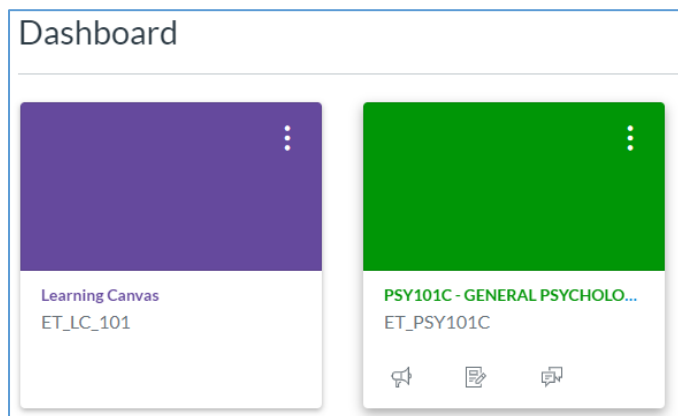 Dashboard
Learning Canvas
ET_LC_101
PSY101C - GENERAL PSYCHOLO...
ET_PSY101C